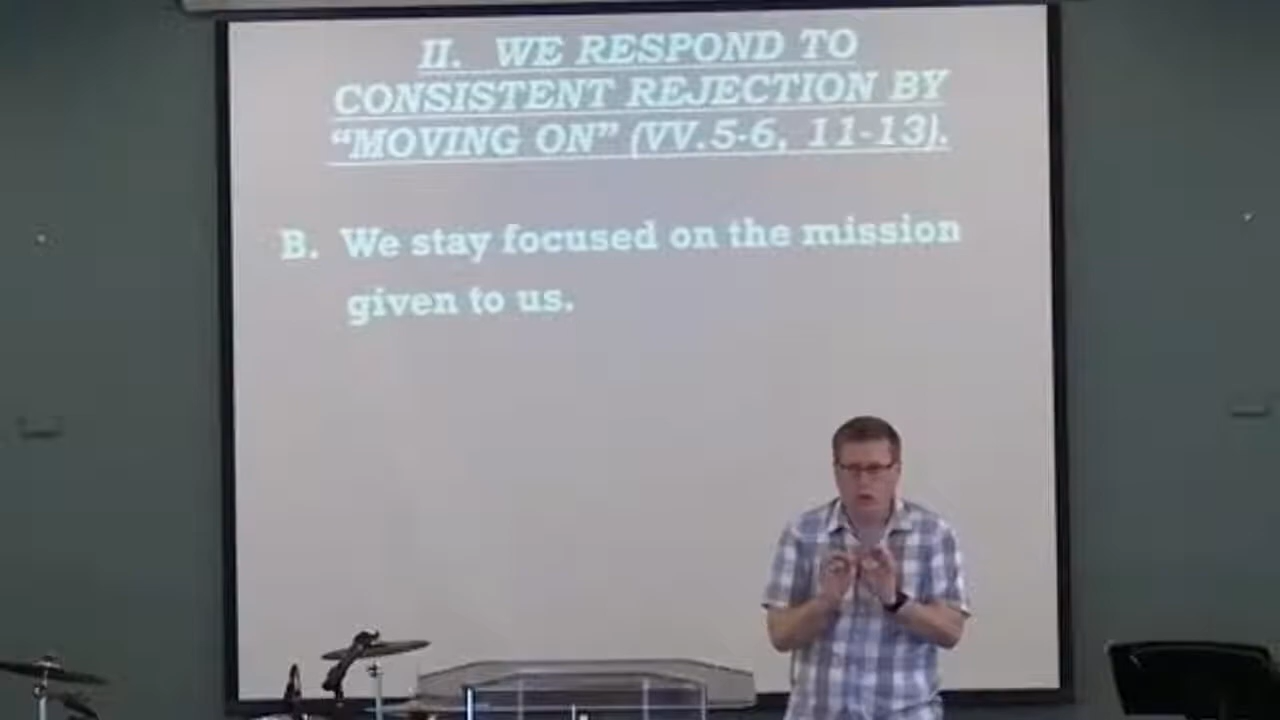 II. WE RESPOND TO
CONSISTENT REJECTION BY
“MOVING ON” (VV.5-6, 11-13).
B. We stay focused on the mission
given to us.